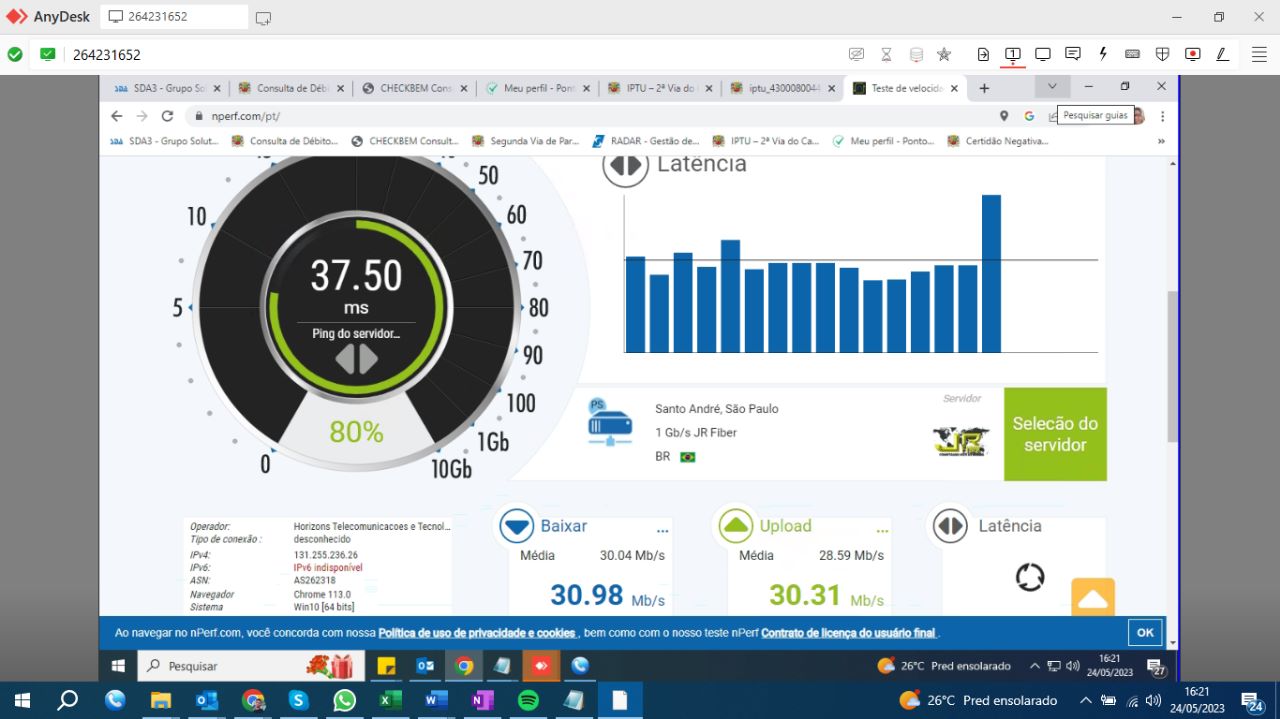 AnyDesk
264231652
264231652
SDA3 - Grupo So
Consulta de Débi
CHECKBEM Cons
Meu perfil - Pont
IPTU – 2ª Via do
iptu_4300080044
Teste de velocida
nperf.com/pt/
Pesquisar guias
SDA3 - Grupo Solut...
Consulta de Débito...
CHECKBEM Consult...
Segunda Via de Par...
RADAR - Gestão de...
IPTU – 2ª Via do Ca...
Meu perfil - Ponto...
Certidão Negativa...
»
Latência
50
10
60
70
37.50
ms
5
80
Ping do servidor...
90
100
80%
1Gb
0
10Gb
PS
Santo André, São Paulo
1 Gb/s JR Fiber
BR
Servidor
JR
Selecão do
servidor
Operador: Horizons Telecomunicacoes e Tecnol...
Tipo de conexão : desconhecido
IPv4: 131.255.236.26
IPv6: IPv6 indisponível
ASN: AS262318
Navegador Chrome 113.0
Sistema Win10 [64 bits]
Baixar ...
Média 30.04 Mb/s
30.98 Mb/s
Upload ...
Média 28.59 Mb/s
30.31 Mb/s
Latência
Ao navegar no nPerf.com, você concorda com nossa Política de uso de privacidade e cookies , bem como com o nosso teste nPerf Contrato de licença do usuário final .
OK
Pesquisar
26°C Pred ensolarado
16:21
24/05/2023
27
26°C Pred ensolarado
16:21
24/05/2023
24